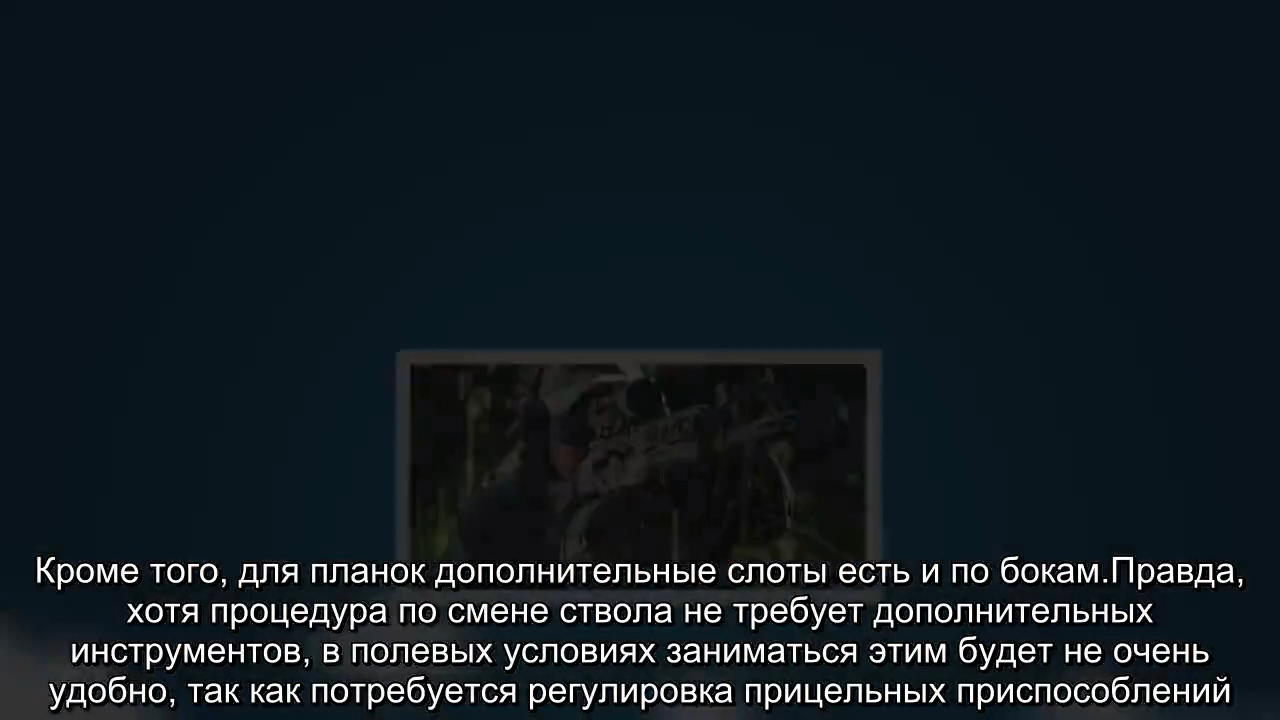 Кроме того, для планок дополнительные слоты есть и по бокам.Правда,
хотя процедура по смене ствола не требует дополнительных
инструментов, в полевых условиях заниматься этим будет не очень
удобно, так как потребуется регулировка прицельных приспособлений